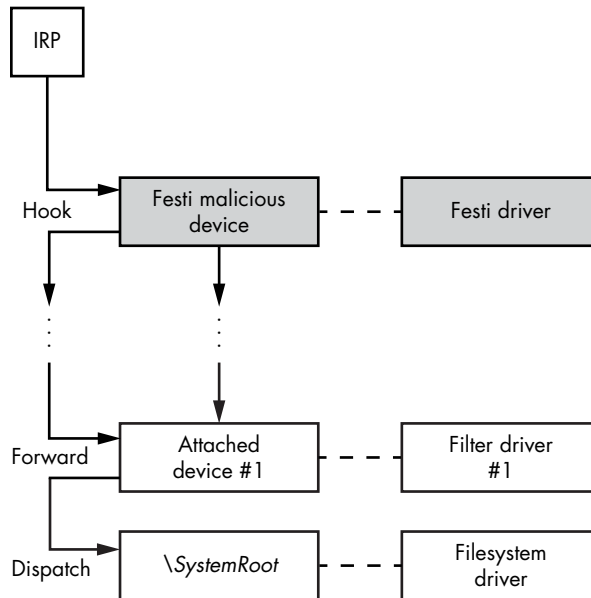 IRP
Hook
Festi malicious
device
Festi driver
Forward
Attached
device #1
Filter driver
#1
Dispatch
\SystemRoot
Filesystem
driver